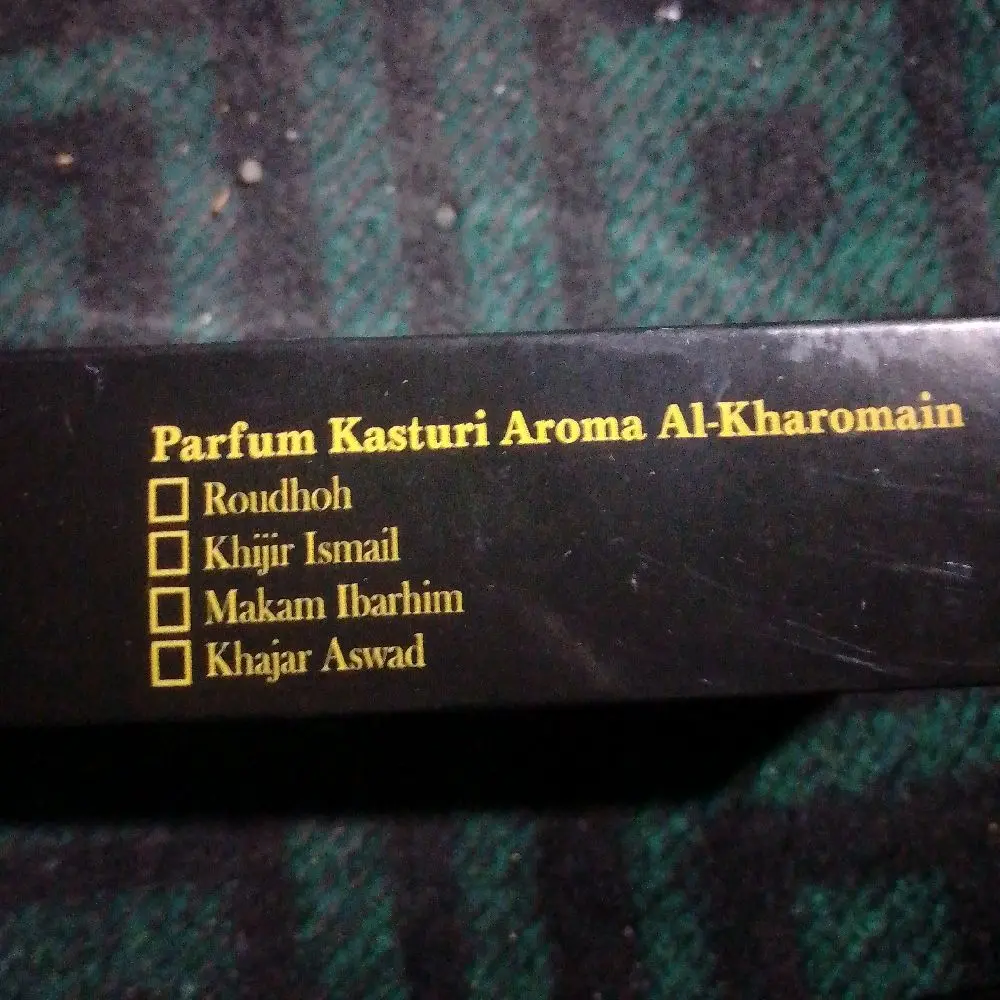 Parfum Kasturi Aroma Al-Kharomain
Roudhoh
Khijir Ismail
Makam Ibarhim
Khajar Aswad